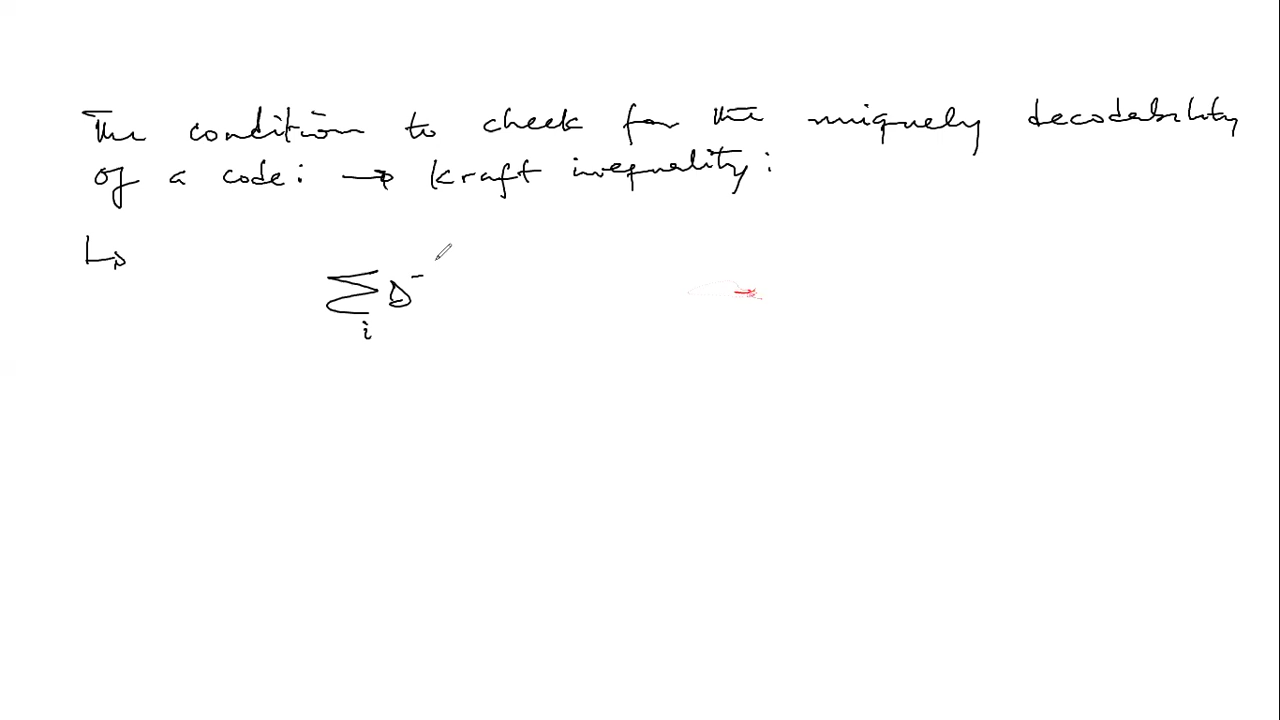 The condition to check for the uniquely decodability
of a code: → Kraft inequality:
↳
∑ D⁻
i